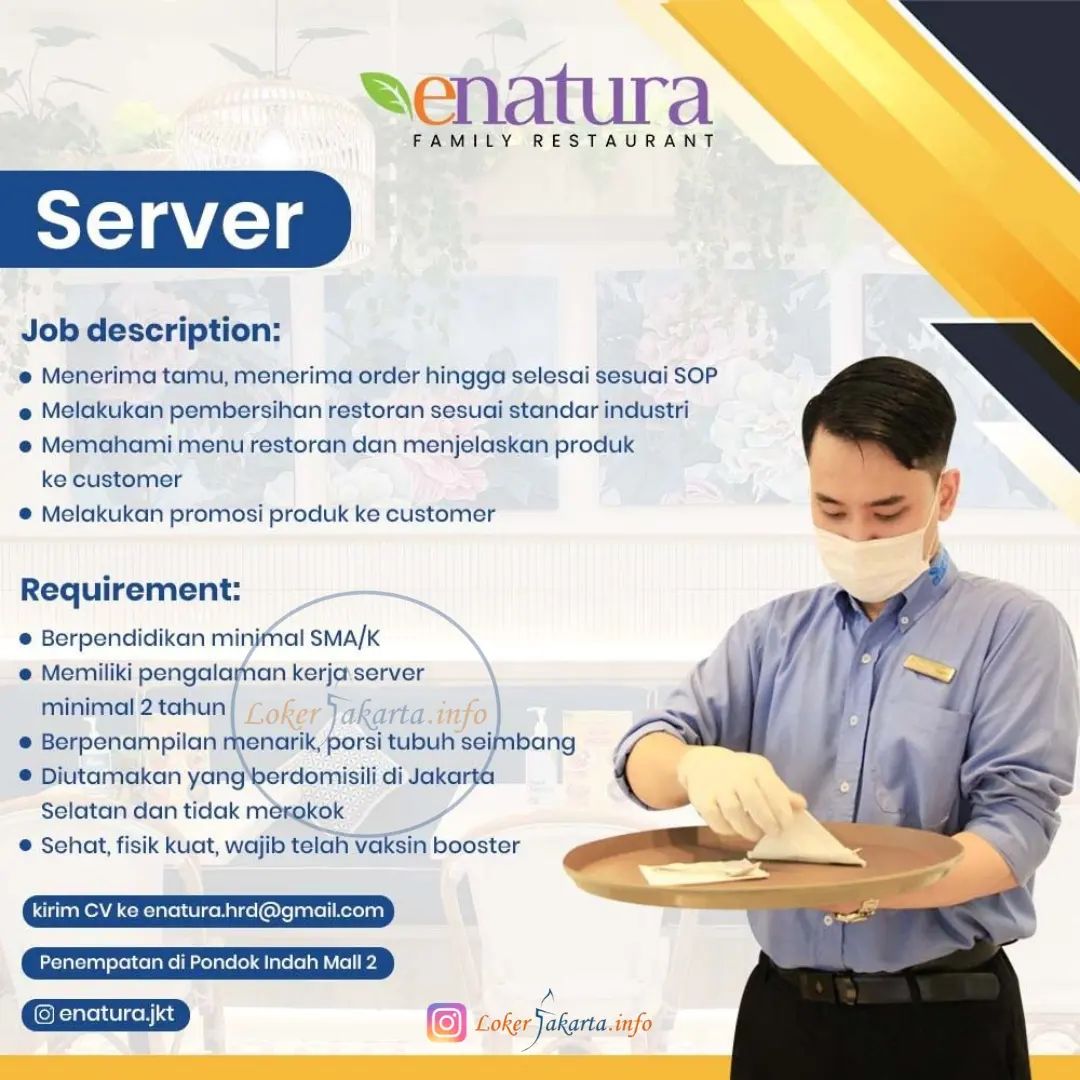 enatura
FAMILY RESTAURANT
Server
Job description:
• Menerima tamu, menerima order hingga selesai sesuai SOP
• Melakukan pembersihan restoran sesuai standar industri
• Memahami menu restoran dan menjelaskan produk
ke customer
• Melakukan promosi produk ke customer
Requirement:
• Berpendidikan minimal SMA/K
• Memiliki pengalaman kerja server
minimal 2 tahun
Loker Jakarta.info
• Berpenampilan menarik, porsi tubuh seimbang
• Diutamakan yang berdomisili di Jakarta
Selatan dan tidak merokok
• Sehat, fisik kuat, wajib telah vaksin booster
kirim CV ke enatura.hrd@gmail.com
Penempatan di Pondok Indah Mall 2
enatura.jkt
Loker Jakarta.info